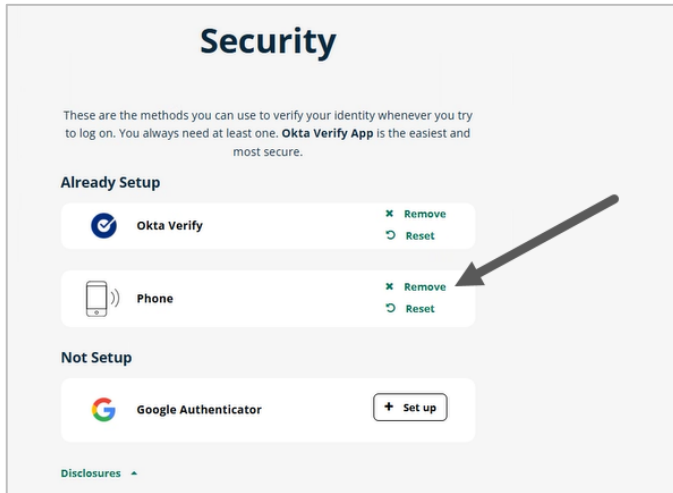 Security
These are the methods you can use to verify your identity whenever you try
to log on. You always need at least one. Okta Verify App is the easiest and
most secure.
Already Setup
Okta Verify
Remove
Reset
Phone
Remove
Reset
Not Setup
Google Authenticator
+ Set up
Disclosures